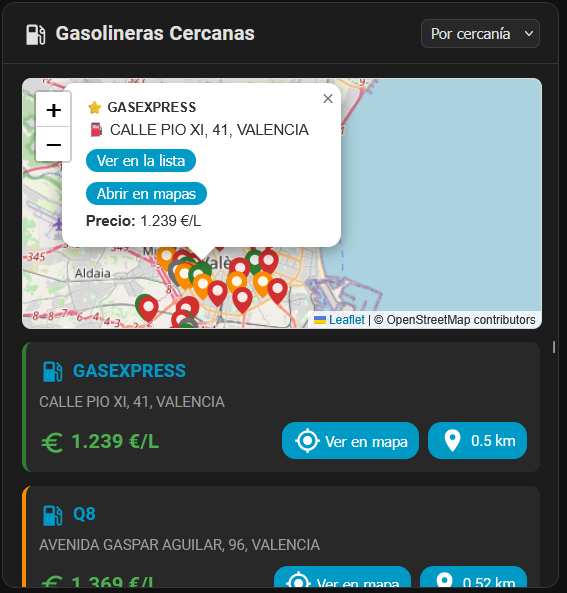 Gasolineras Cercanas
Por cercanía
+
−
⭐ GASEXPRESS
×
⛽ CALLE PIO XI, 41, VALENCIA
Ver en la lista
Abrir en mapas
Precio: 1.239 €/L
345
Aldaia
Leaflet | © OpenStreetMap contributors
GASEXPRESS
CALLE PIO XI, 41, VALENCIA
€ 1.239 €/L
Ver en mapa
0.5 km
Q8
AVENIDA GASPAR AGUILAR, 96, VALENCIA
€ 1.369 €/L
Ver en mapa
0.52 km